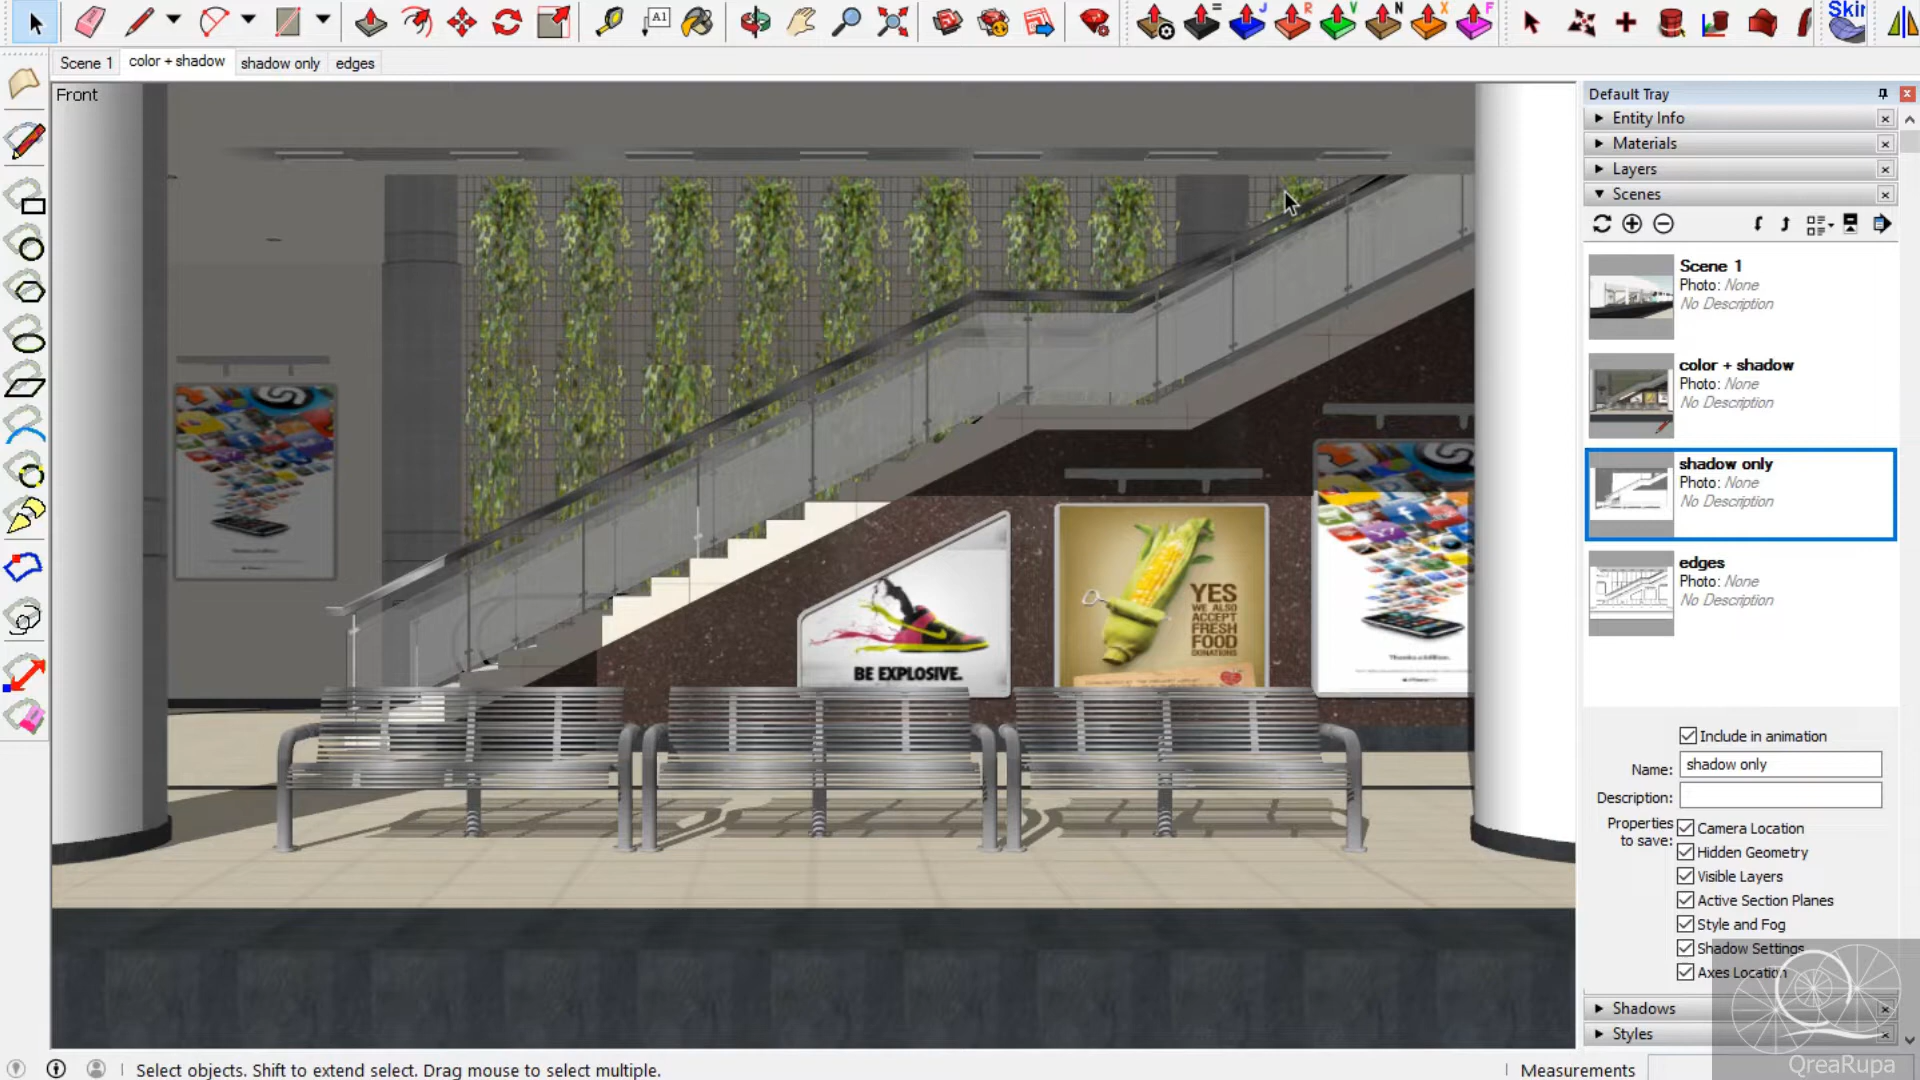 A1
=
J
R
V
N
X
F
Skir
Scene 1
color + shadow
shadow only
edges
Front
Default Tray
Entity Info
Materials
Layers
Scenes
Scene 1
Photo: None
No Description
color + shadow
Photo: None
No Description
shadow only
Photo: None
No Description
edges
Photo: None
No Description
YES
WE ALSO
ACCEPT
FRESH
FOOD
DONATIONS
BE EXPLOSIVE.
Include in animation
Name: shadow only
Description:
Properties
to save:
Camera Location
Hidden Geometry
Visible Layers
Active Section Planes
Style and Fog
Shadow Settings
Axes Location
Shadows
Styles
QreaRupa
Select objects. Shift to extend select. Drag mouse to select multiple.
Measurements